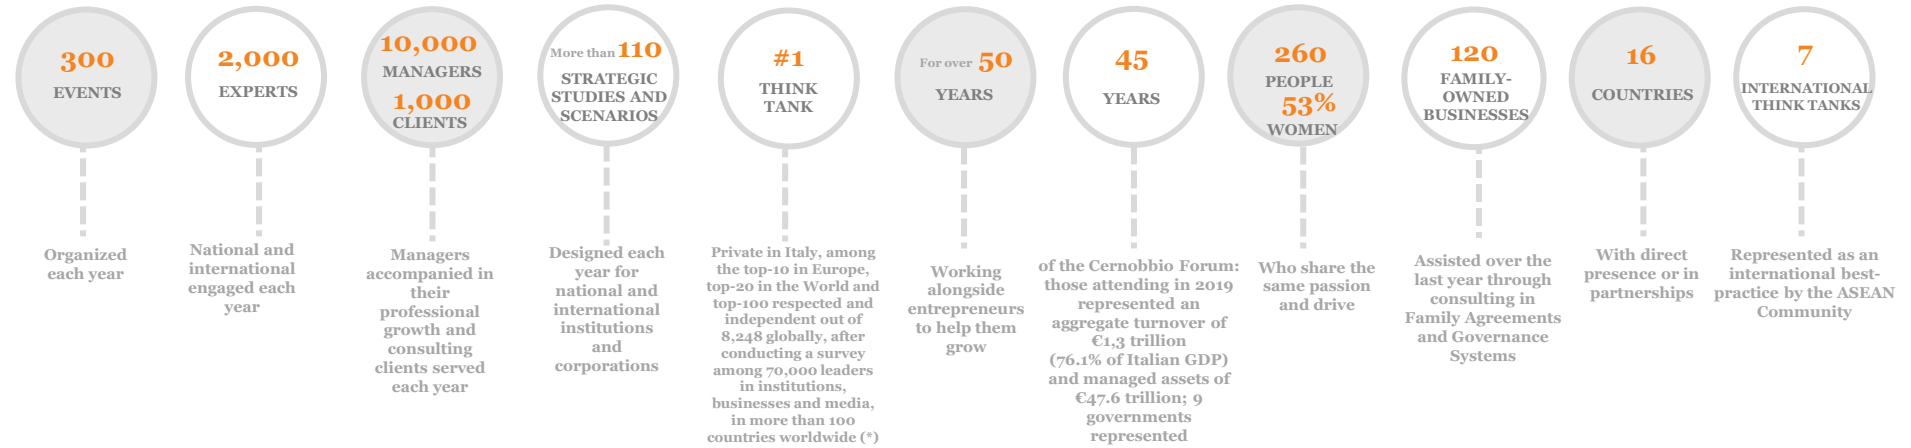 300
EVENTS
Organized
each year
2,000
EXPERTS
National and
international
engaged each
year
10,000
MANAGERS
1,000
CLIENTS
Managers
accompanied in
their
professional
growth and
consulting
clients served
each year
More than 110
STRATEGIC
STUDIES AND
SCENARIOS
Designed each
year for
national and
international
institutions
and
corporations
#1
THINK
TANK
Private in Italy, among
the top-10 in Europe,
top-20 in the World and
top-100 respected and
independent out of
8,248 globally, after
conducting a survey
among 70,000 leaders
in institutions,
businesses and media,
in more than 100
countries worldwide (*)
For over 50
YEARS
Working
alongside
entrepreneurs
to help them
grow
45
YEARS
of the Cernobbio Forum:
those attending in 2019
represented an
aggregate turnover of
€1,3 trillion
(76.1% of Italian GDP)
and managed assets of
€47.6 trillion; 9
governments
represented
260
PEOPLE
53%
WOMEN
Who share the
same passion
and drive
120
FAMILY-
OWNED
BUSINESSES
Assisted over the
last year through
consulting in
Family Agreements
and Governance
Systems
16
COUNTRIES
With direct
presence or in
partnerships
7
INTERNATIONAL
THINK TANKS
Represented as an
international best-
practice by the ASEAN
Community